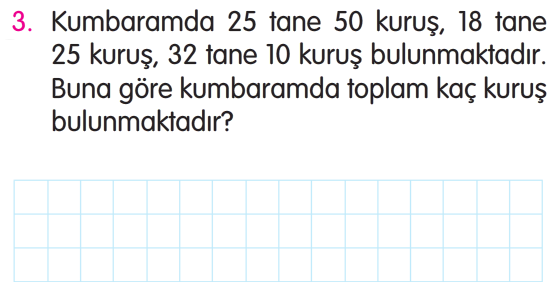 3. Kumbaramda 25 tane 50 kuruş, 18 tane
25 kuruş, 32 tane 10 kuruş bulunmaktadır.
Buna göre kumbaramda toplam kaç kuruş
bulunmaktadır?